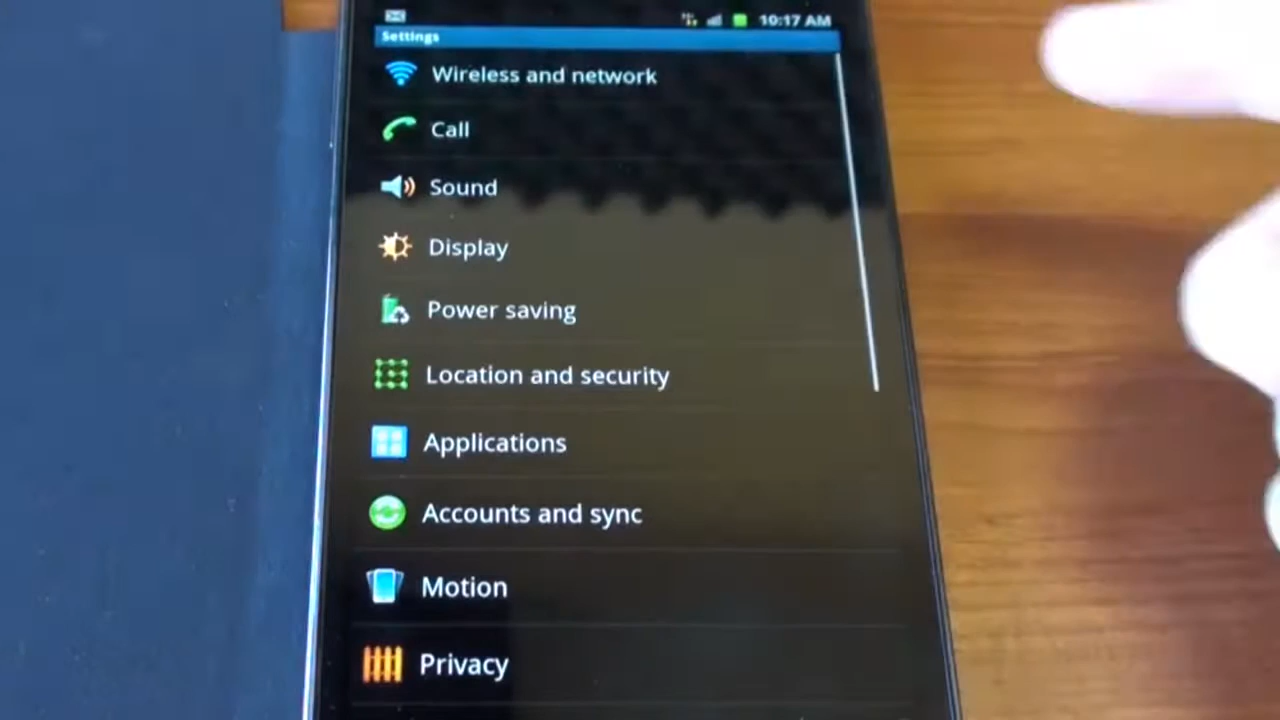 10:17 AM
Settings
Wireless and network
Call
Sound
Display
Power saving
Location and security
Applications
Accounts and sync
Motion
Privacy